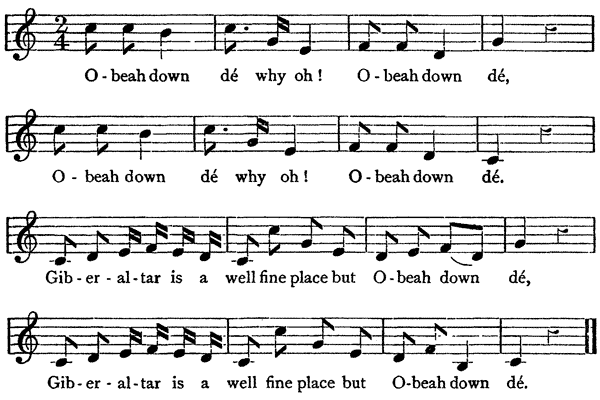 2 4
O - beah down dé why oh ! O - beah down dé,
O - beah down dé why oh ! O - beah down dé.
Gib - er - al - tar is a well fine place but O - beah down dé,
Gib - er - al - tar is a well fine place but O - beah down dé.